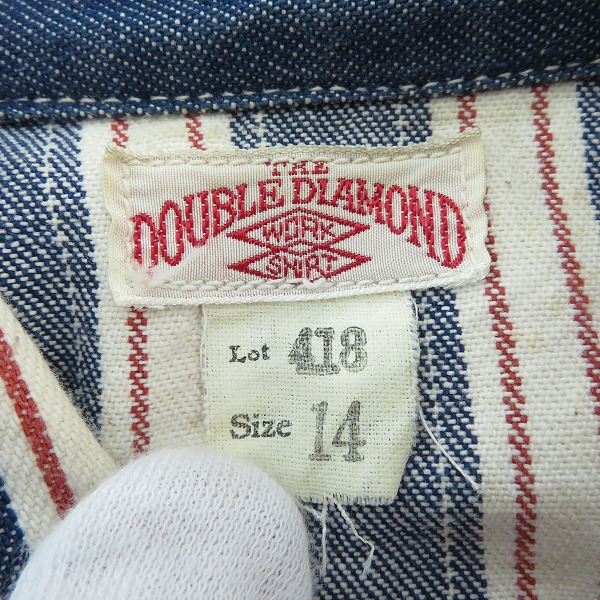 THE
DOUBLE DIAMOND
WORK
SHIRT
Lot 418
Size 14